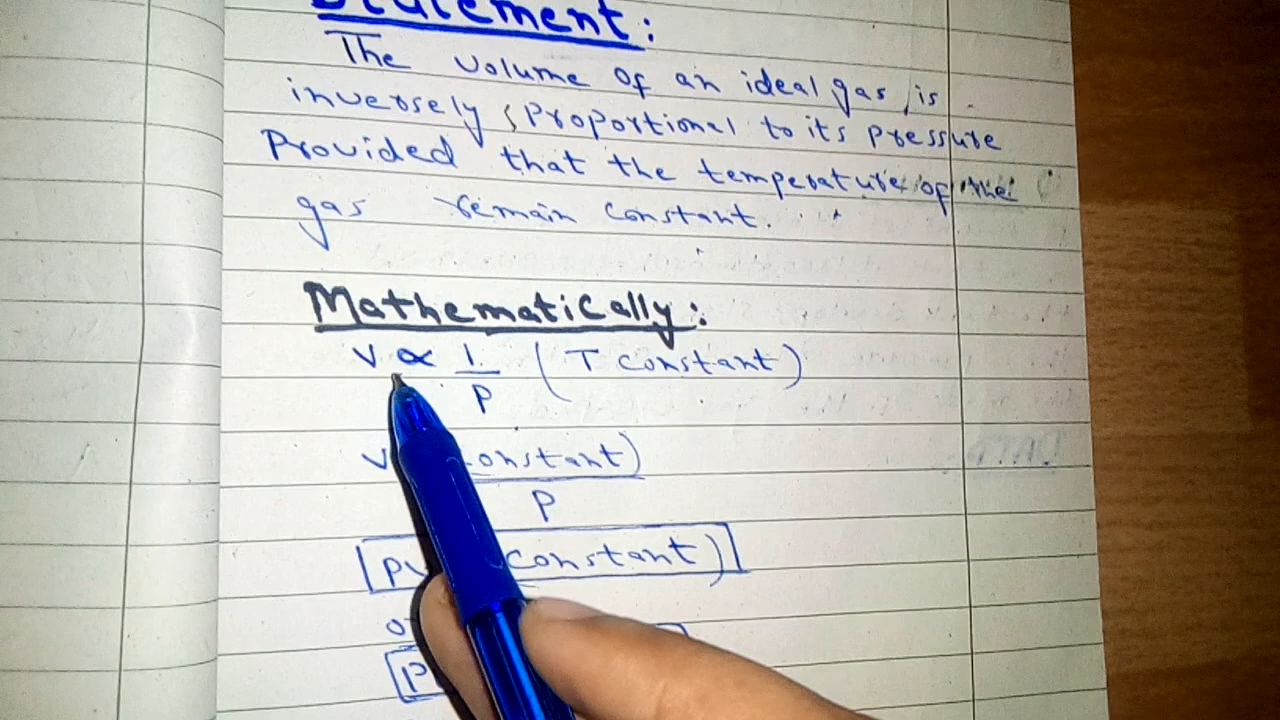 Statement:
The volume of an ideal gas is
inversely proportional to its pressure
Provided that the temperature of the
gas remain constant.
Mathematically:
V ∝ 1/P (T constant)
V constant)/P
PV constant)
P